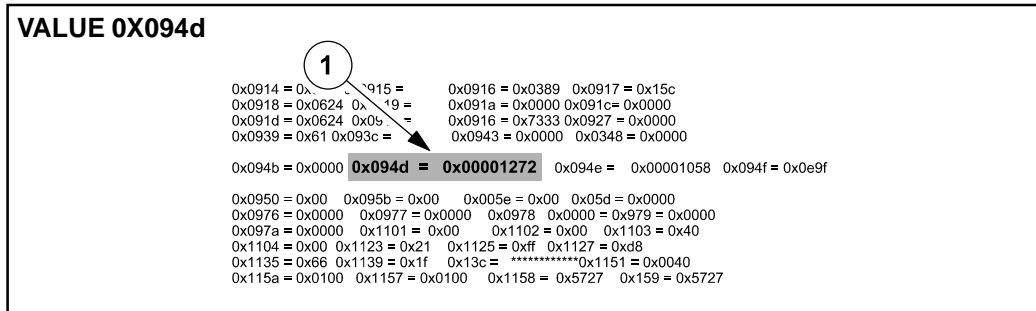 VALUE 0X094d
1
0x0914 = 0x 0915 = 0x0916 = 0x0389 0x0917 = 0x15c
0x0918 = 0x0624 19 = 0x091a = 0x0000 0x091c= 0x0000
0x091d = 0x0624 = 0x0916 = 0x7333 0x0927 = 0x0000
0x0939 = 0x61 0x093c = 0x0943 = 0x0000 0x0348 = 0x0000
0x094b = 0x0000 0x094d = 0x00001272 0x094e = 0x00001058 0x094f = 0x0e9f
0x0950 = 0x00 0x095b = 0x00 0x005e = 0x00 0x05d = 0x0000
0x0976 = 0x0000 0x0977 = 0x0000 0x0978 0x0000 = 0x979 = 0x0000
0x097a = 0x0000 0x1101 = 0x00 0x1102 = 0x00 0x1103 = 0x40
0x1104 = 0x00 0x1123 = 0x21 0x1125 = 0xff 0x1127 = 0xd8
0x1135 = 0x66 0x1139 = 0x1f 0x13c = ************0x1151 = 0x0040
0x115a = 0x0100 0x1157 = 0x0100 0x1158 = 0x5727 0x159 = 0x5727